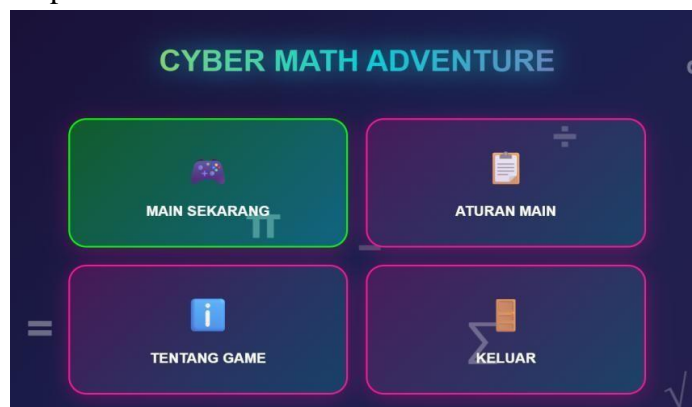 CYBER MATH ADVENTURE
÷
MAIN SEKARANG
ATURAN MAIN
π
−
=
TENTANG GAME
Σ
KELUAR
√